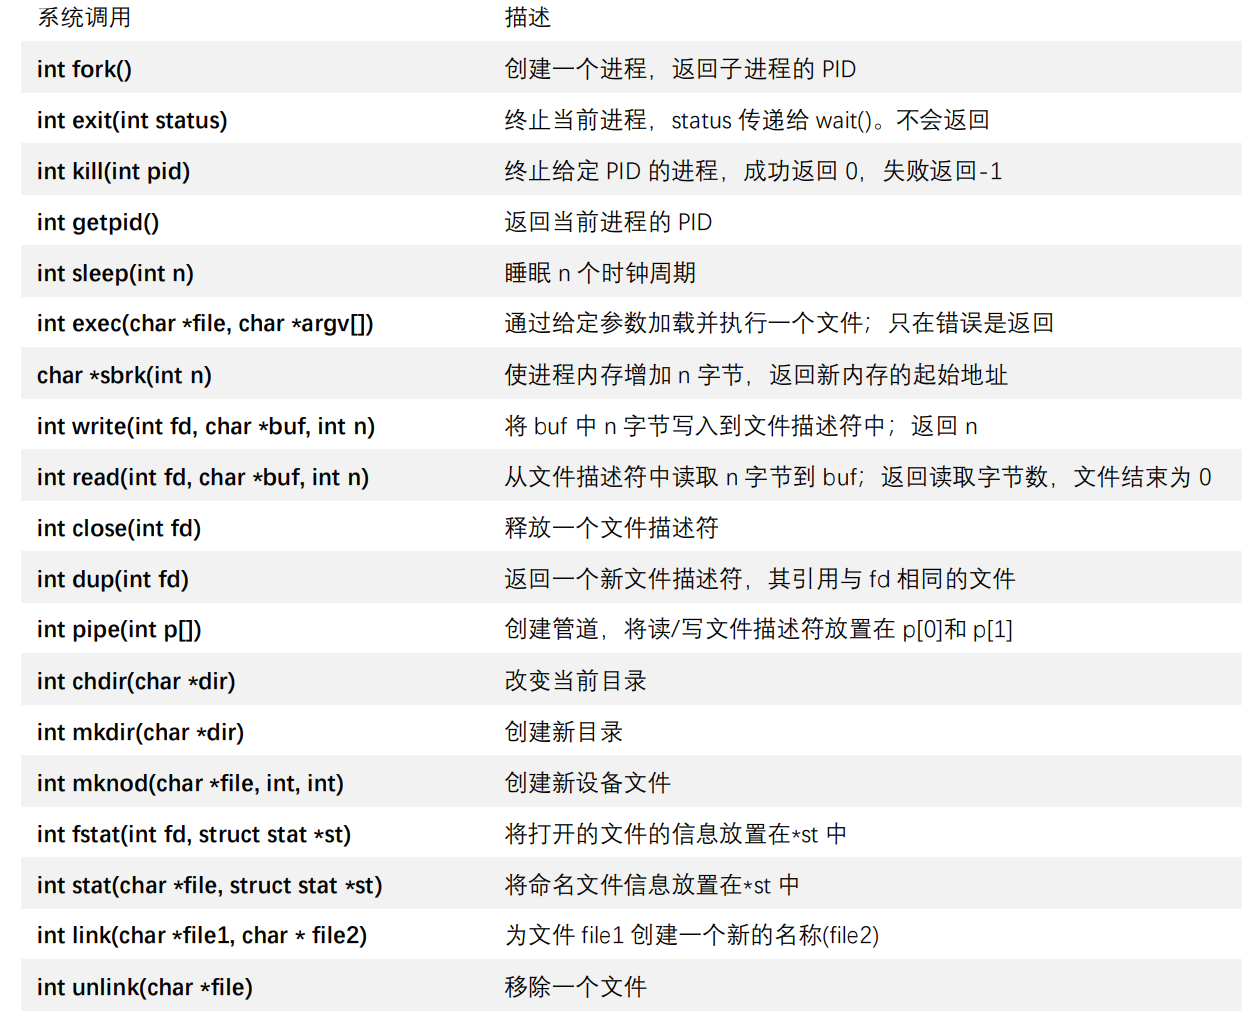 系统调用 描述
int fork() 创建一个进程，返回子进程的 PID
int exit(int status) 终止当前进程，status 传递给 wait()。不会返回
int kill(int pid) 终止给定 PID 的进程，成功返回 0，失败返回-1
int getpid() 返回当前进程的 PID
int sleep(int n) 睡眠 n 个时钟周期
int exec(char *file, char *argv[]) 通过给定参数加载并执行一个文件；只在错误是返回
char *sbrk(int n) 使进程内存增加 n 字节，返回新内存的起始地址
int write(int fd, char *buf, int n) 将 buf 中 n 字节写入到文件描述符中；返回 n
int read(int fd, char *buf, int n) 从文件描述符中读取 n 字节到 buf；返回读取字节数，文件结束为 0
int close(int fd) 释放一个文件描述符
int dup(int fd) 返回一个新文件描述符，其引用与 fd 相同的文件
int pipe(int p[]) 创建管道，将读/写文件描述符放置在 p[0]和 p[1]
int chdir(char *dir) 改变当前目录
int mkdir(char *dir) 创建新目录
int mknod(char *file, int, int) 创建新设备文件
int fstat(int fd, struct stat *st) 将打开的文件的信息放置在*st 中
int stat(char *file, struct stat *st) 将命名文件信息放置在*st 中
int link(char *file1, char * file2) 为文件 file1 创建一个新的名称(file2)
int unlink(char *file) 移除一个文件